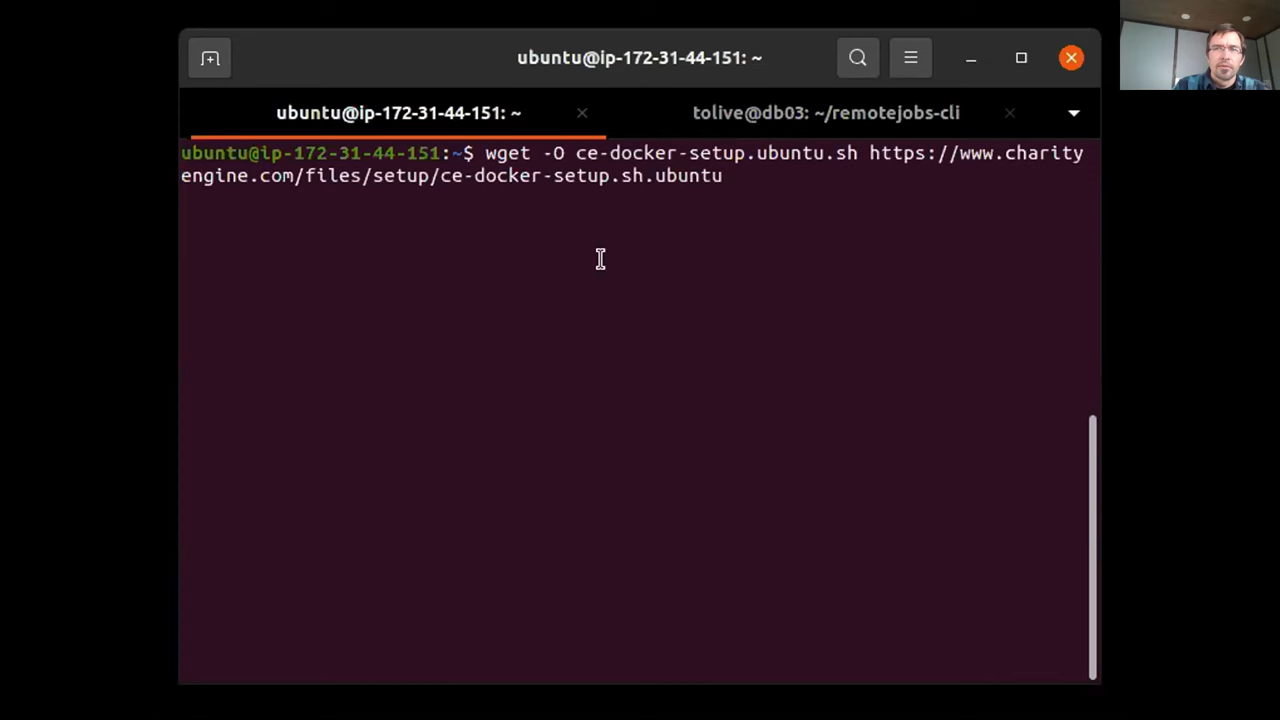 ubuntu@ip-172-31-44-151: ~
ubuntu@ip-172-31-44-151: ~
tolive@db03: ~/remotejobs-cli
ubuntu@ip-172-31-44-151:~$ wget -O ce-docker-setup.ubuntu.sh https://www.charity
engine.com/files/setup/ce-docker-setup.sh.ubuntu